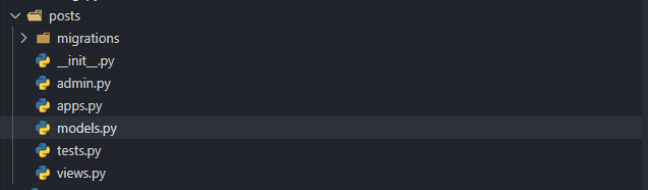 posts
migrations
__init__.py
admin.py
apps.py
models.py
tests.py
views.py